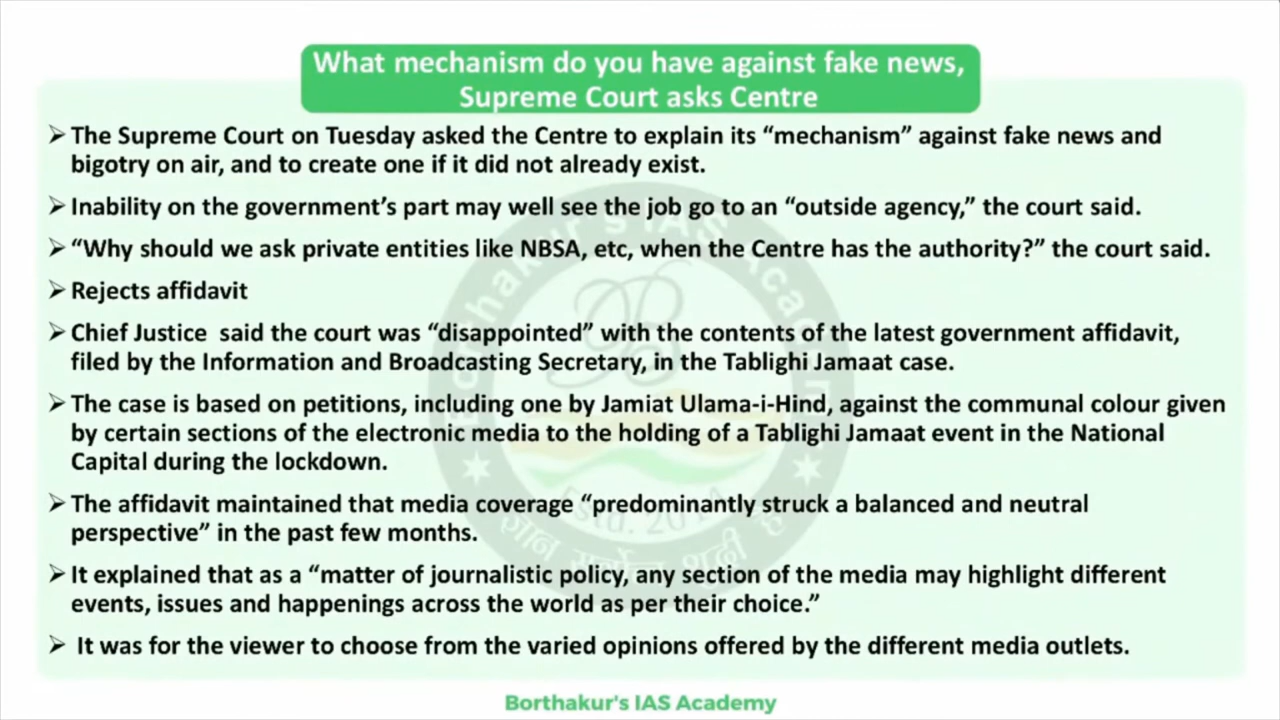 What mechanism do you have against fake news,
Supreme Court asks Centre
➢ The Supreme Court on Tuesday asked the Centre to explain its “mechanism” against fake news and
bigotry on air, and to create one if it did not already exist.
➢ Inability on the government’s part may well see the job go to an “outside agency,” the court said.
➢ “Why should we ask private entities like NBSA, etc, when the Centre has the authority?” the court said.
➢ Rejects affidavit
➢ Chief Justice said the court was “disappointed” with the contents of the latest government affidavit,
filed by the Information and Broadcasting Secretary, in the Tablighi Jamaat case.
➢ The case is based on petitions, including one by Jamiat Ulama-i-Hind, against the communal colour given
by certain sections of the electronic media to the holding of a Tablighi Jamaat event in the National
Capital during the lockdown.
➢ The affidavit maintained that media coverage “predominantly struck a balanced and neutral
perspective” in the past few months.
➢ It explained that as a “matter of journalistic policy, any section of the media may highlight different
events, issues and happenings across the world as per their choice.”
➢ It was for the viewer to choose from the varied opinions offered by the different media outlets.
Borthakur's IAS Academy
Borthakur's IAS Academy